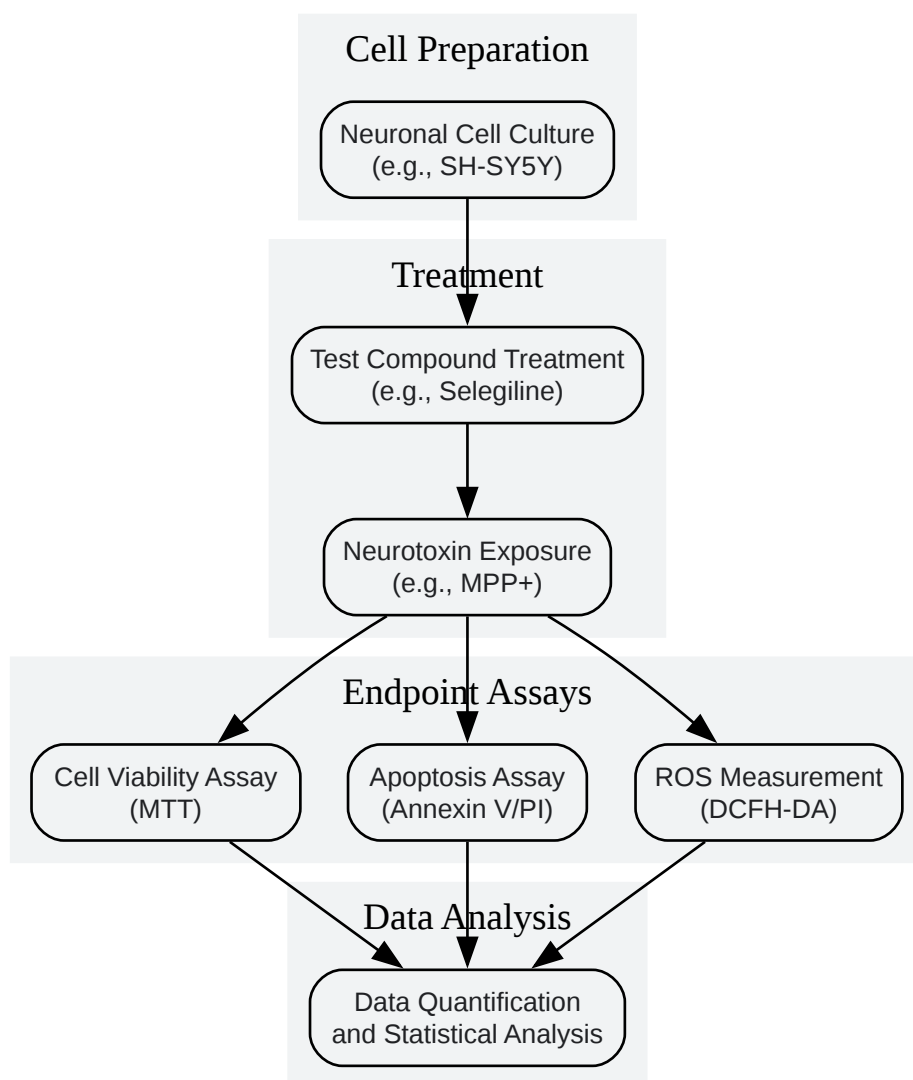 Cell Preparation
Neuronal Cell Culture
(e.g., SH-SY5Y)
Treatment
Test Compound Treatment
(e.g., Selegiline)
Neurotoxin Exposure
(e.g., MPP+)
Endpoint Assays
Cell Viability Assay
(MTT)
Apoptosis Assay
(Annexin V/PI)
ROS Measurement
(DCFH-DA)
Data Analysis
Data Quantification
and Statistical Analysis